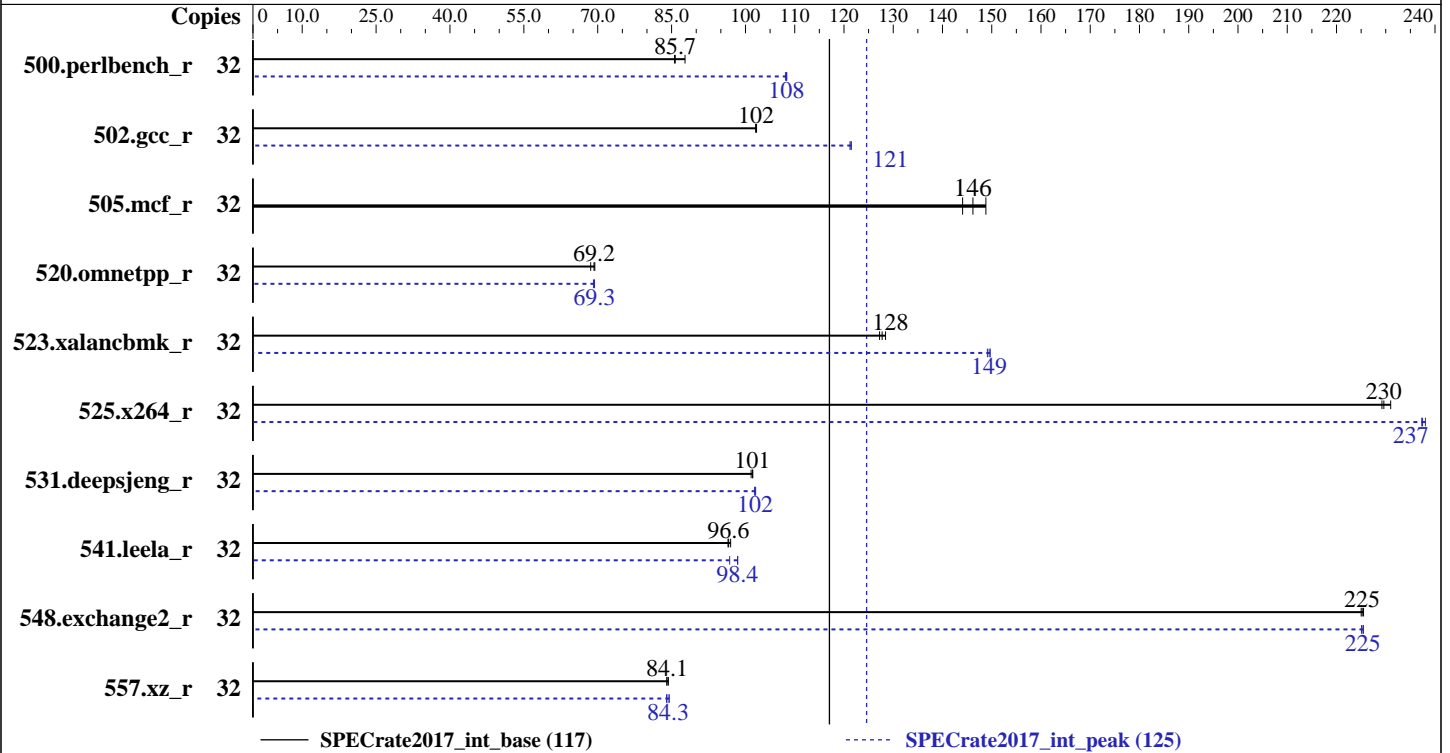 Copies 0 10.0 25.0 40.0 55.0 70.0 85.0 100 110 120 130 140 150 160 170 180 190 200 210 220 220 240
85.7
500.perlbench_r 32
108
102
502.gcc_r 32
121
146
505.mcf_r 32
69.2
520.omnetpp_r 32
69.3
128
523.xalancbmk_r 32
149
230
525.x264_r 32
237
101
531.deepsjeng_r 32
102
96.6
541.leela_r 32
98.4
225
548.exchange2_r 32
225
84.1
557.xz_r 32
84.3
SPECrate2017_int_base (117) SPECrate2017_int_peak (125)